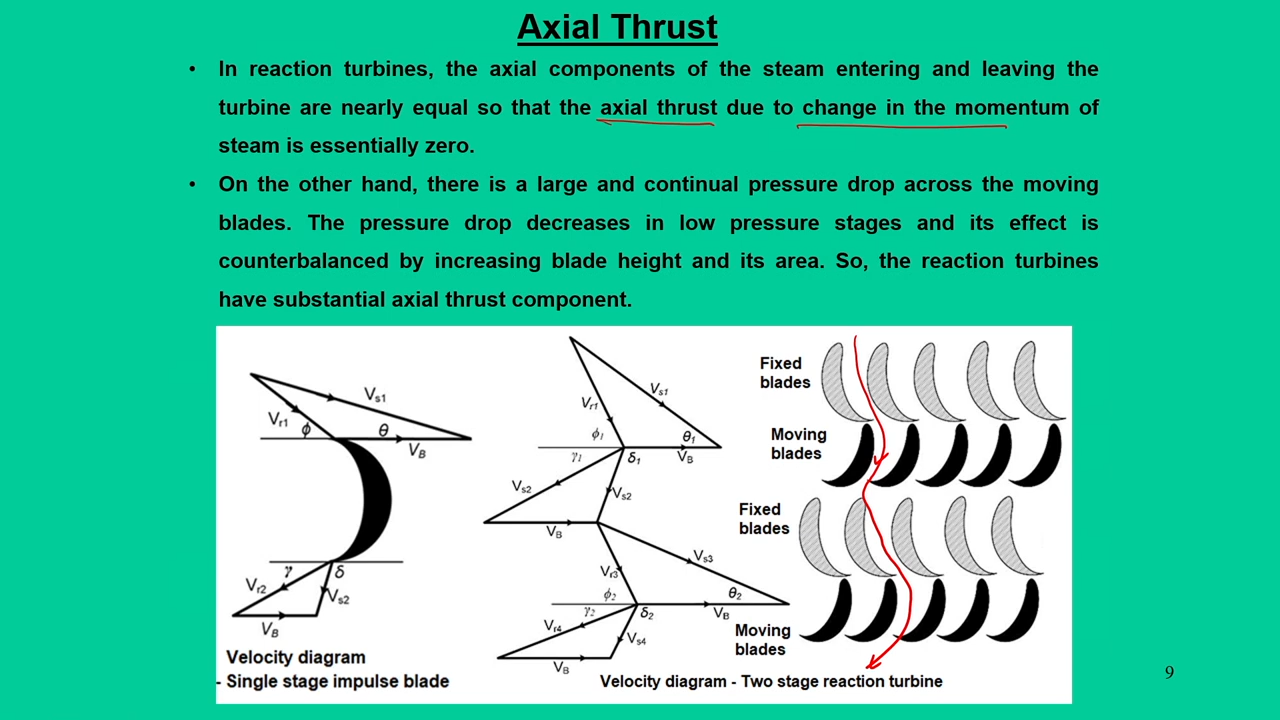 Axial Thrust
• In reaction turbines, the axial components of the steam entering and leaving the
turbine are nearly equal so that the axial thrust due to change in the momentum of
steam is essentially zero.
• On the other hand, there is a large and continual pressure drop across the moving
blades. The pressure drop decreases in low pressure stages and its effect is
counterbalanced by increasing blade height and its area. So, the reaction turbines
have substantial axial thrust component.
Vs1
Vr1
ϕ
θ
VB
γ
δ
Vr2
Vs2
VB
Velocity diagram
- Single stage impulse blade
Vs1
Vr1
ϕ1
θ1
γ1
δ1
VB
Vs2
Vs2
VB
Vs3
Vr3
ϕ2
θ2
γ2
δ2
VB
Vr4
Vs4
VB
Fixed
blades
Moving
blades
Fixed
blades
Moving
blades
Velocity diagram - Two stage reaction turbine
9